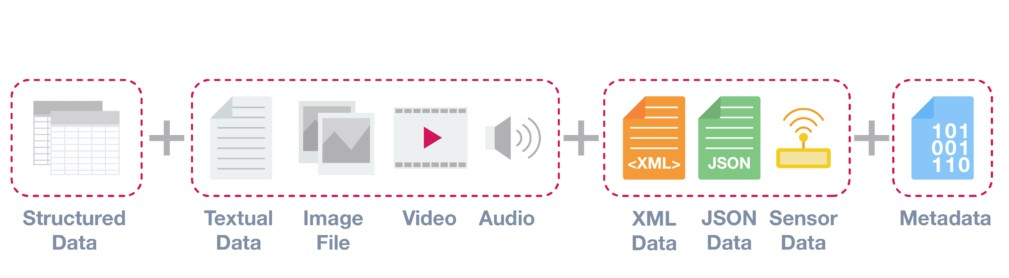 <XML>
JSON
101
001
110
Structured
Data
Textual
Data
Image
File
Video
Audio
XML
Data
JSON
Data
Sensor
Data
Metadata